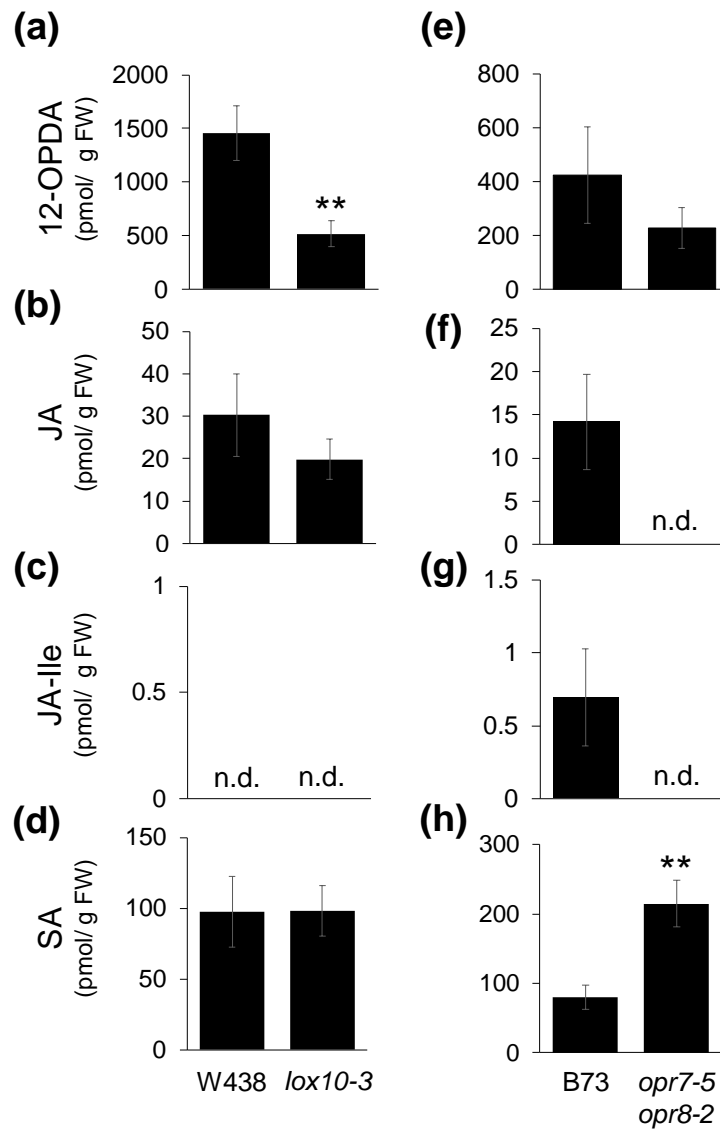 (a)
12-OPDA
(pmol/ g FW)
2000
1500
1000
500
0
**
(e)
800
600
400
200
0
(b)
JA
(pmol/ g FW)
50
40
30
20
10
0
(f)
25
20
15
10
5
0
n.d.
(c)
JA-Ile
(pmol/ g FW)
1
0.5
0
n.d. n.d.
(g)
1.5
1
0.5
0
n.d.
(d)
SA
(pmol/ g FW)
150
100
50
0
W438 lox10-3
(h)
300
200
100
0
**
B73 opr7-5
opr8-2